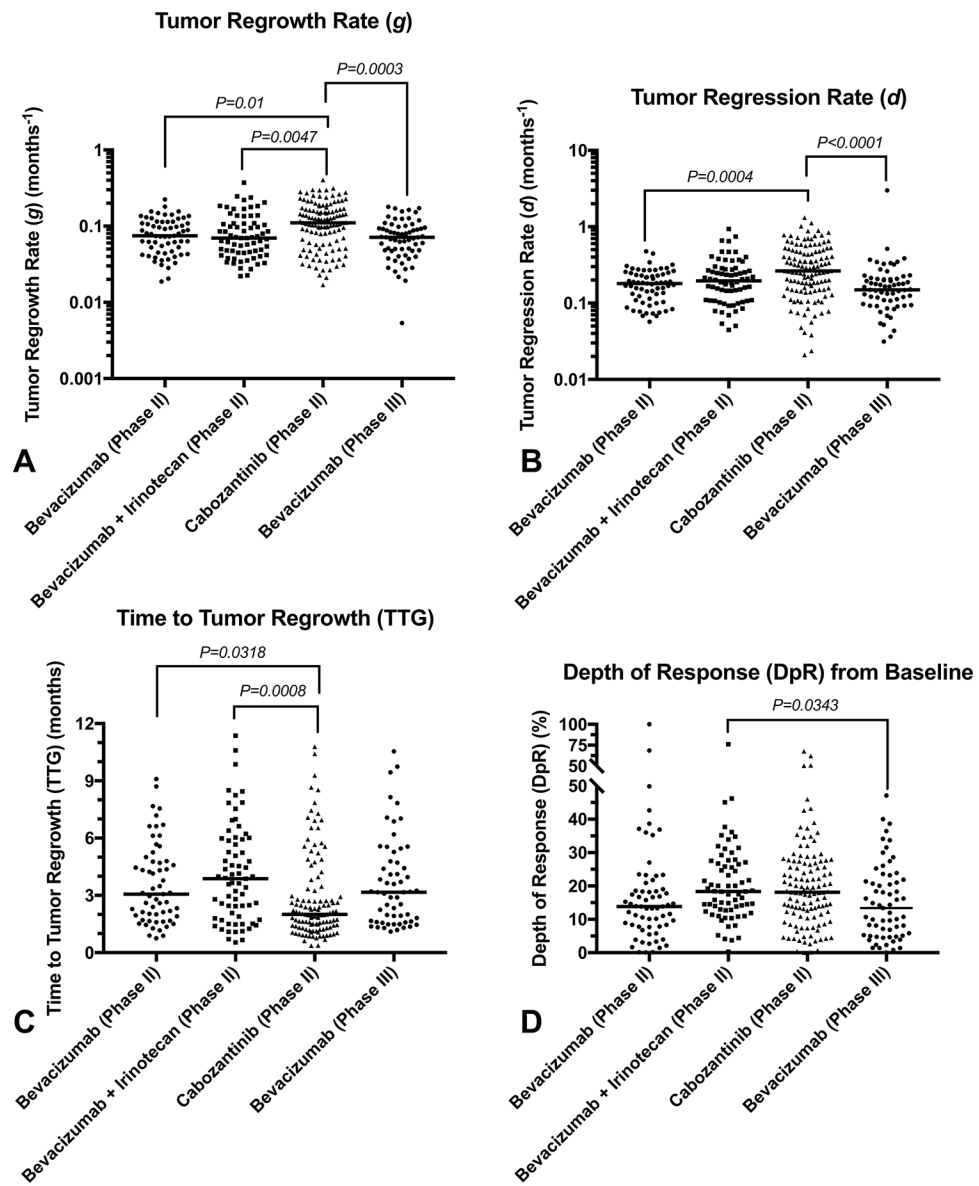 Tumor Regrowth Rate (g)
P=0.0003
P=0.01
P=0.0047
Tumor Regrowth Rate (g) (months-1)
1
0.1
0.01
0.001
Bevacizumab (Phase II)
Bevacizumab + Irinotecan (Phase II)
Cabozantinib (Phase II)
Bevacizumab (Phase III)
A
Tumor Regression Rate (d)
P<0.0001
P=0.0004
Tumor Regression Rate (d) (months-1)
10
1
0.1
0.01
Bevacizumab (Phase II)
Bevacizumab + Irinotecan (Phase II)
Cabozantinib (Phase II)
Bevacizumab (Phase III)
B
Time to Tumor Regrowth (TTG)
P=0.0318
P=0.0008
Time to Tumor Regrowth (TTG) (months)
12
9
6
3
0
Bevacizumab (Phase II)
Bevacizumab + Irinotecan (Phase II)
Cabozantinib (Phase II)
Bevacizumab (Phase III)
C
Depth of Response (DpR) from Baseline
P=0.0343
Depth of Response (DpR) (%)
100
75
50
50
40
30
20
10
0
Bevacizumab (Phase II)
Bevacizumab + Irinotecan (Phase II)
Cabozantinib (Phase II)
Bevacizumab (Phase III)
D